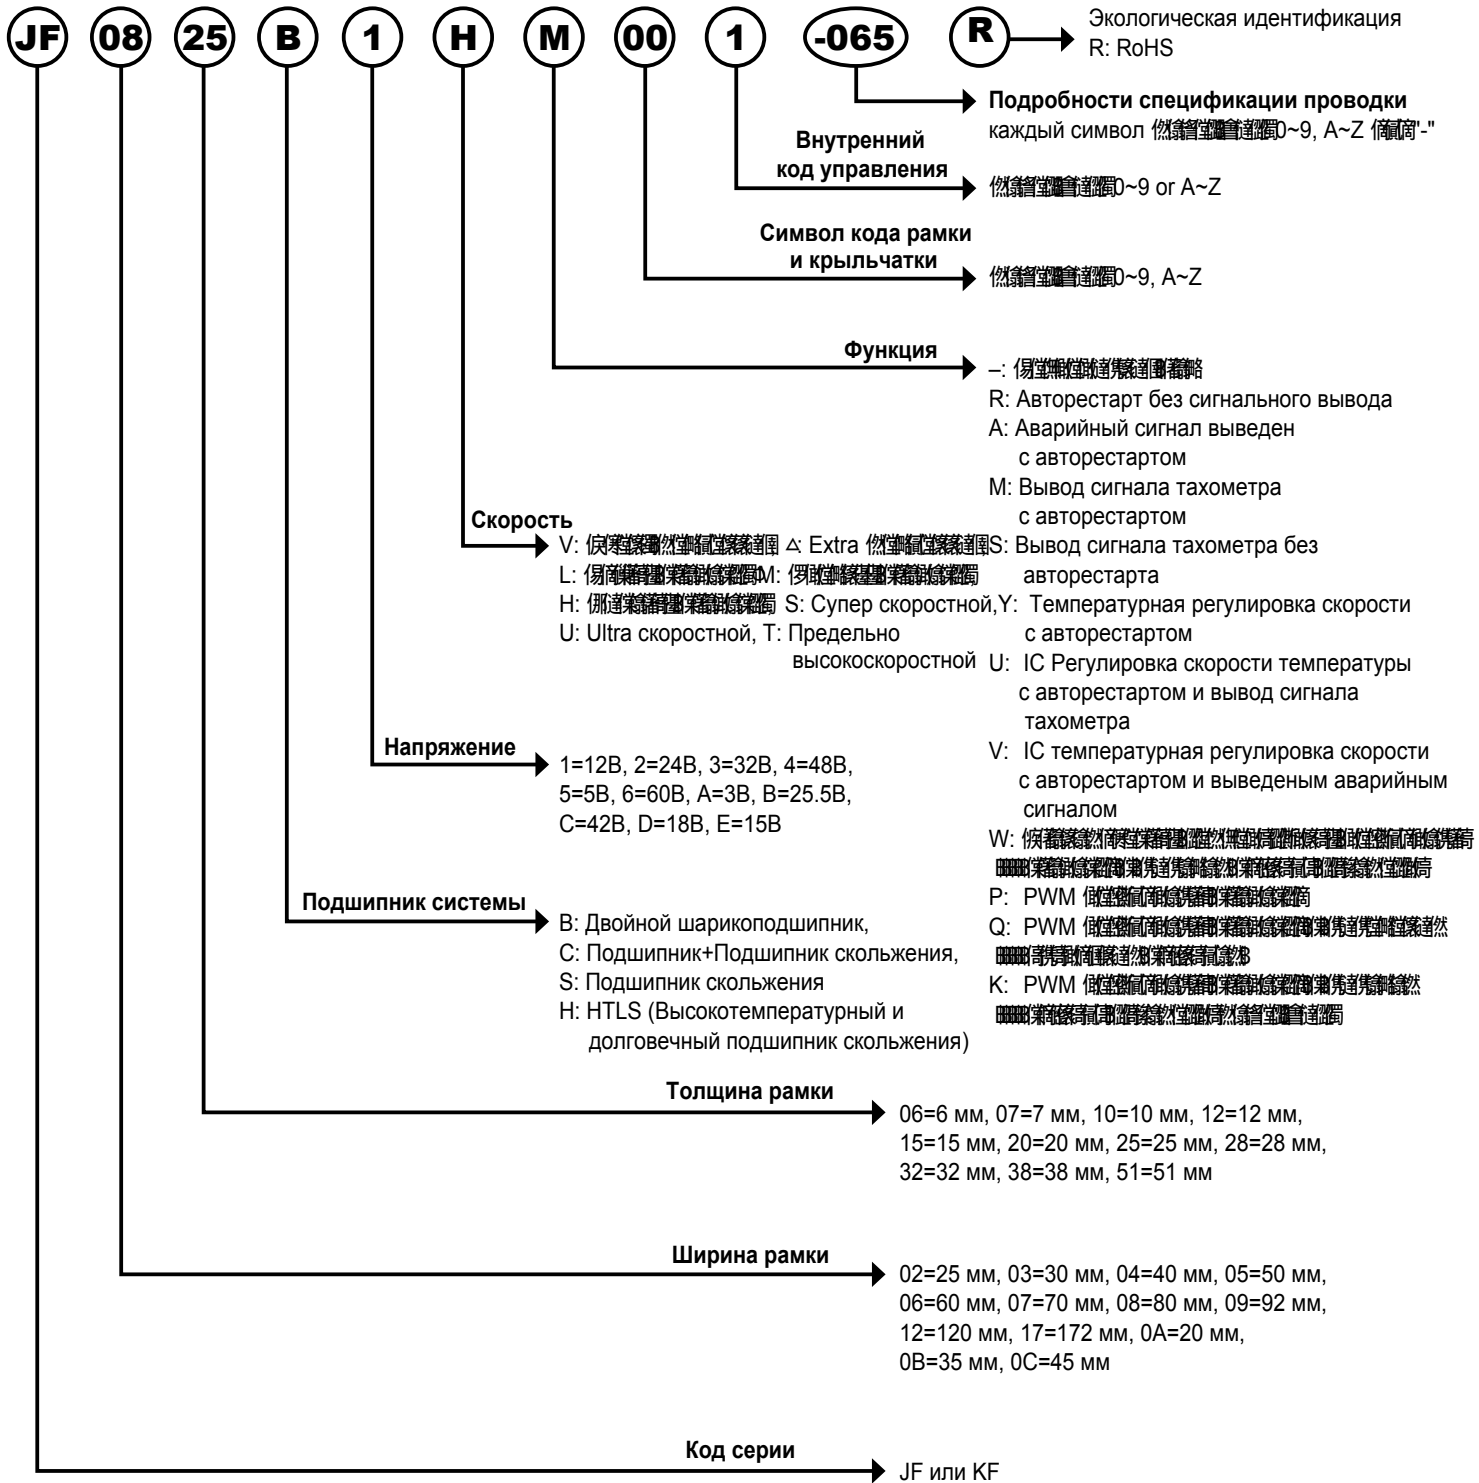 JF 08 25 B 1 H M 00 1 -065 R
Экологическая идентификация
R: RoHS
Подробности спецификации проводки
каждый символ 0~9, A~Z "-"
Внутренний
код управления
0~9 or A~Z
Символ кода рамки
и крыльчатки
0~9, A~Z
Функция
–:
R: Авторестарт без сигнального вывода
A: Аварийный сигнал выведен
с авторестартом
M: Вывод сигнала тахометра
с авторестартом
S: Вывод сигнала тахометра без
авторестарта
Y: Температурная регулировка скорости
с авторестартом
U: IC Регулировка скорости температуры
с авторестартом и вывод сигнала
тахометра
V: IC температурная регулировка скорости
с авторестартом и выведеным аварийным
сигналом
W:
P: PWM
Q: PWM
K: PWM
Скорость
V: Extra
L: M:
H: S: Супер скоростной,
U: Ultra скоростной, T: Предельно
высокоскоростной
Напряжение
1=12В, 2=24В, 3=32В, 4=48В,
5=5В, 6=60В, A=3В, B=25.5В,
C=42В, D=18В, E=15В
Подшипник системы
B: Двойной шарикоподшипник,
C: Подшипник+Подшипник скольжения,
S: Подшипник скольжения
H: HTLS (Высокотемпературный и
долговечный подшипник скольжения)
Толщина рамки
06=6 мм, 07=7 мм, 10=10 мм, 12=12 мм,
15=15 мм, 20=20 мм, 25=25 мм, 28=28 мм,
32=32 мм, 38=38 мм, 51=51 мм
Ширина рамки
02=25 мм, 03=30 мм, 04=40 мм, 05=50 мм,
06=60 мм, 07=70 мм, 08=80 мм, 09=92 мм,
12=120 мм, 17=172 мм, 0A=20 мм,
0B=35 мм, 0C=45 мм
Код серии
JF или KF